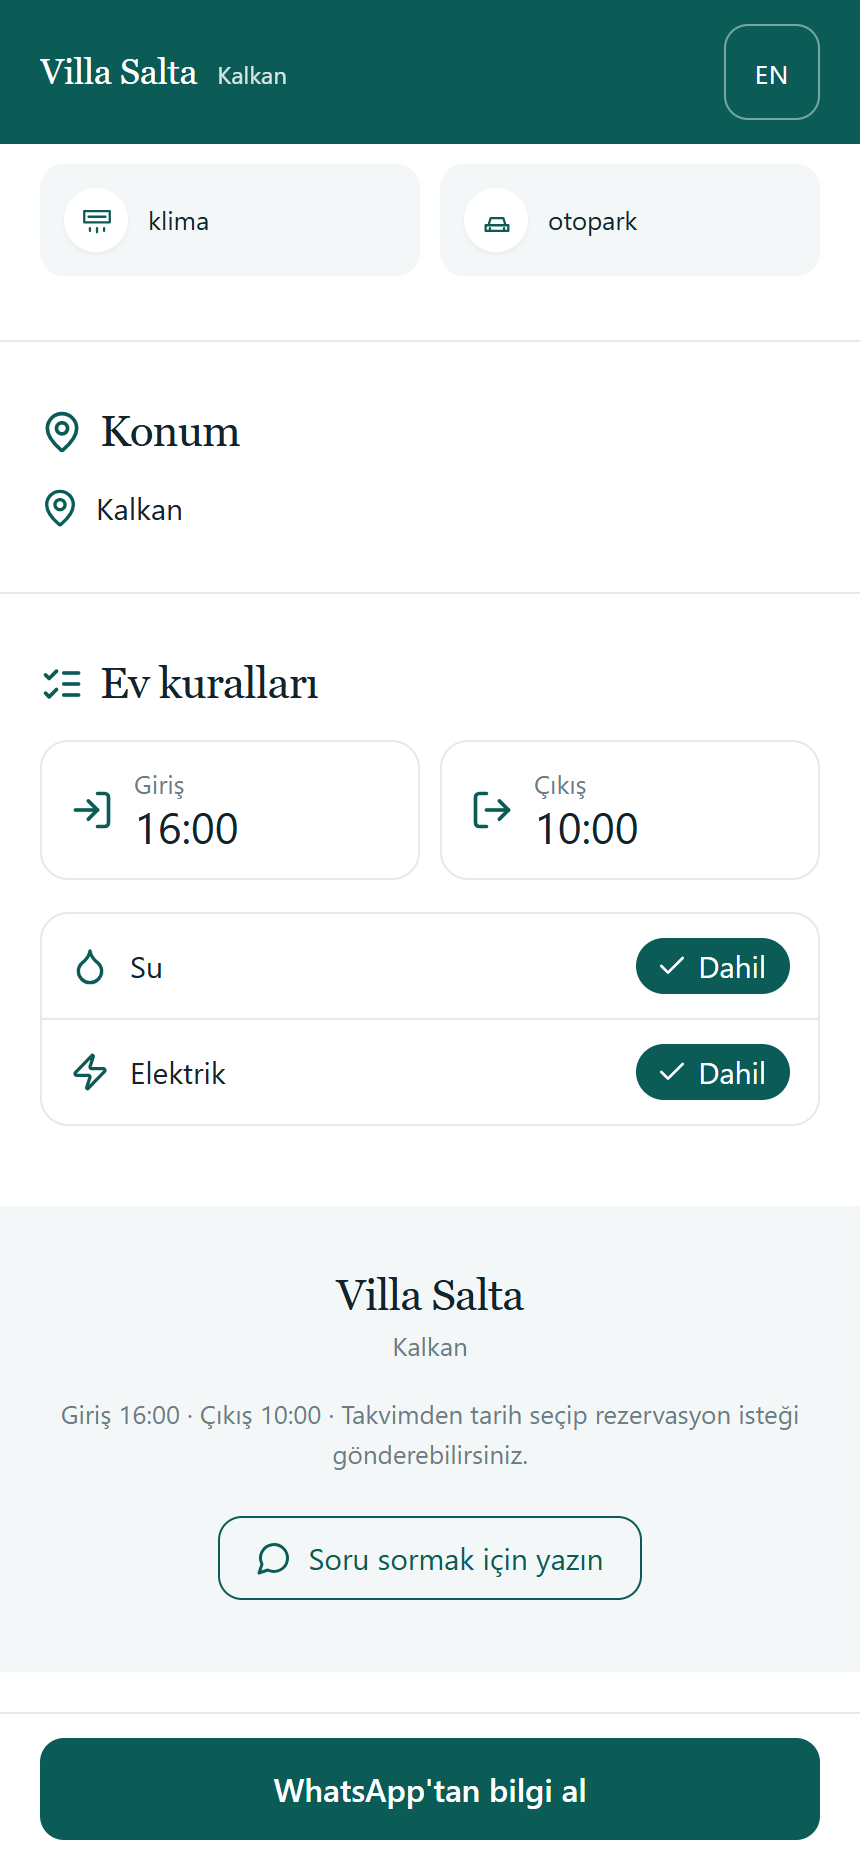 Villa Salta Kalkan
EN
klima
otopark
Konum
Kalkan
Ev kuralları
Giriş
16:00
Çıkış
10:00
Su
Dahil
Elektrik
Dahil
Villa Salta
Kalkan
Giriş 16:00 · Çıkış 10:00 · Takvimden tarih seçip rezervasyon isteği
gönderebilirsiniz.
Soru sormak için yazın
WhatsApp'tan bilgi al